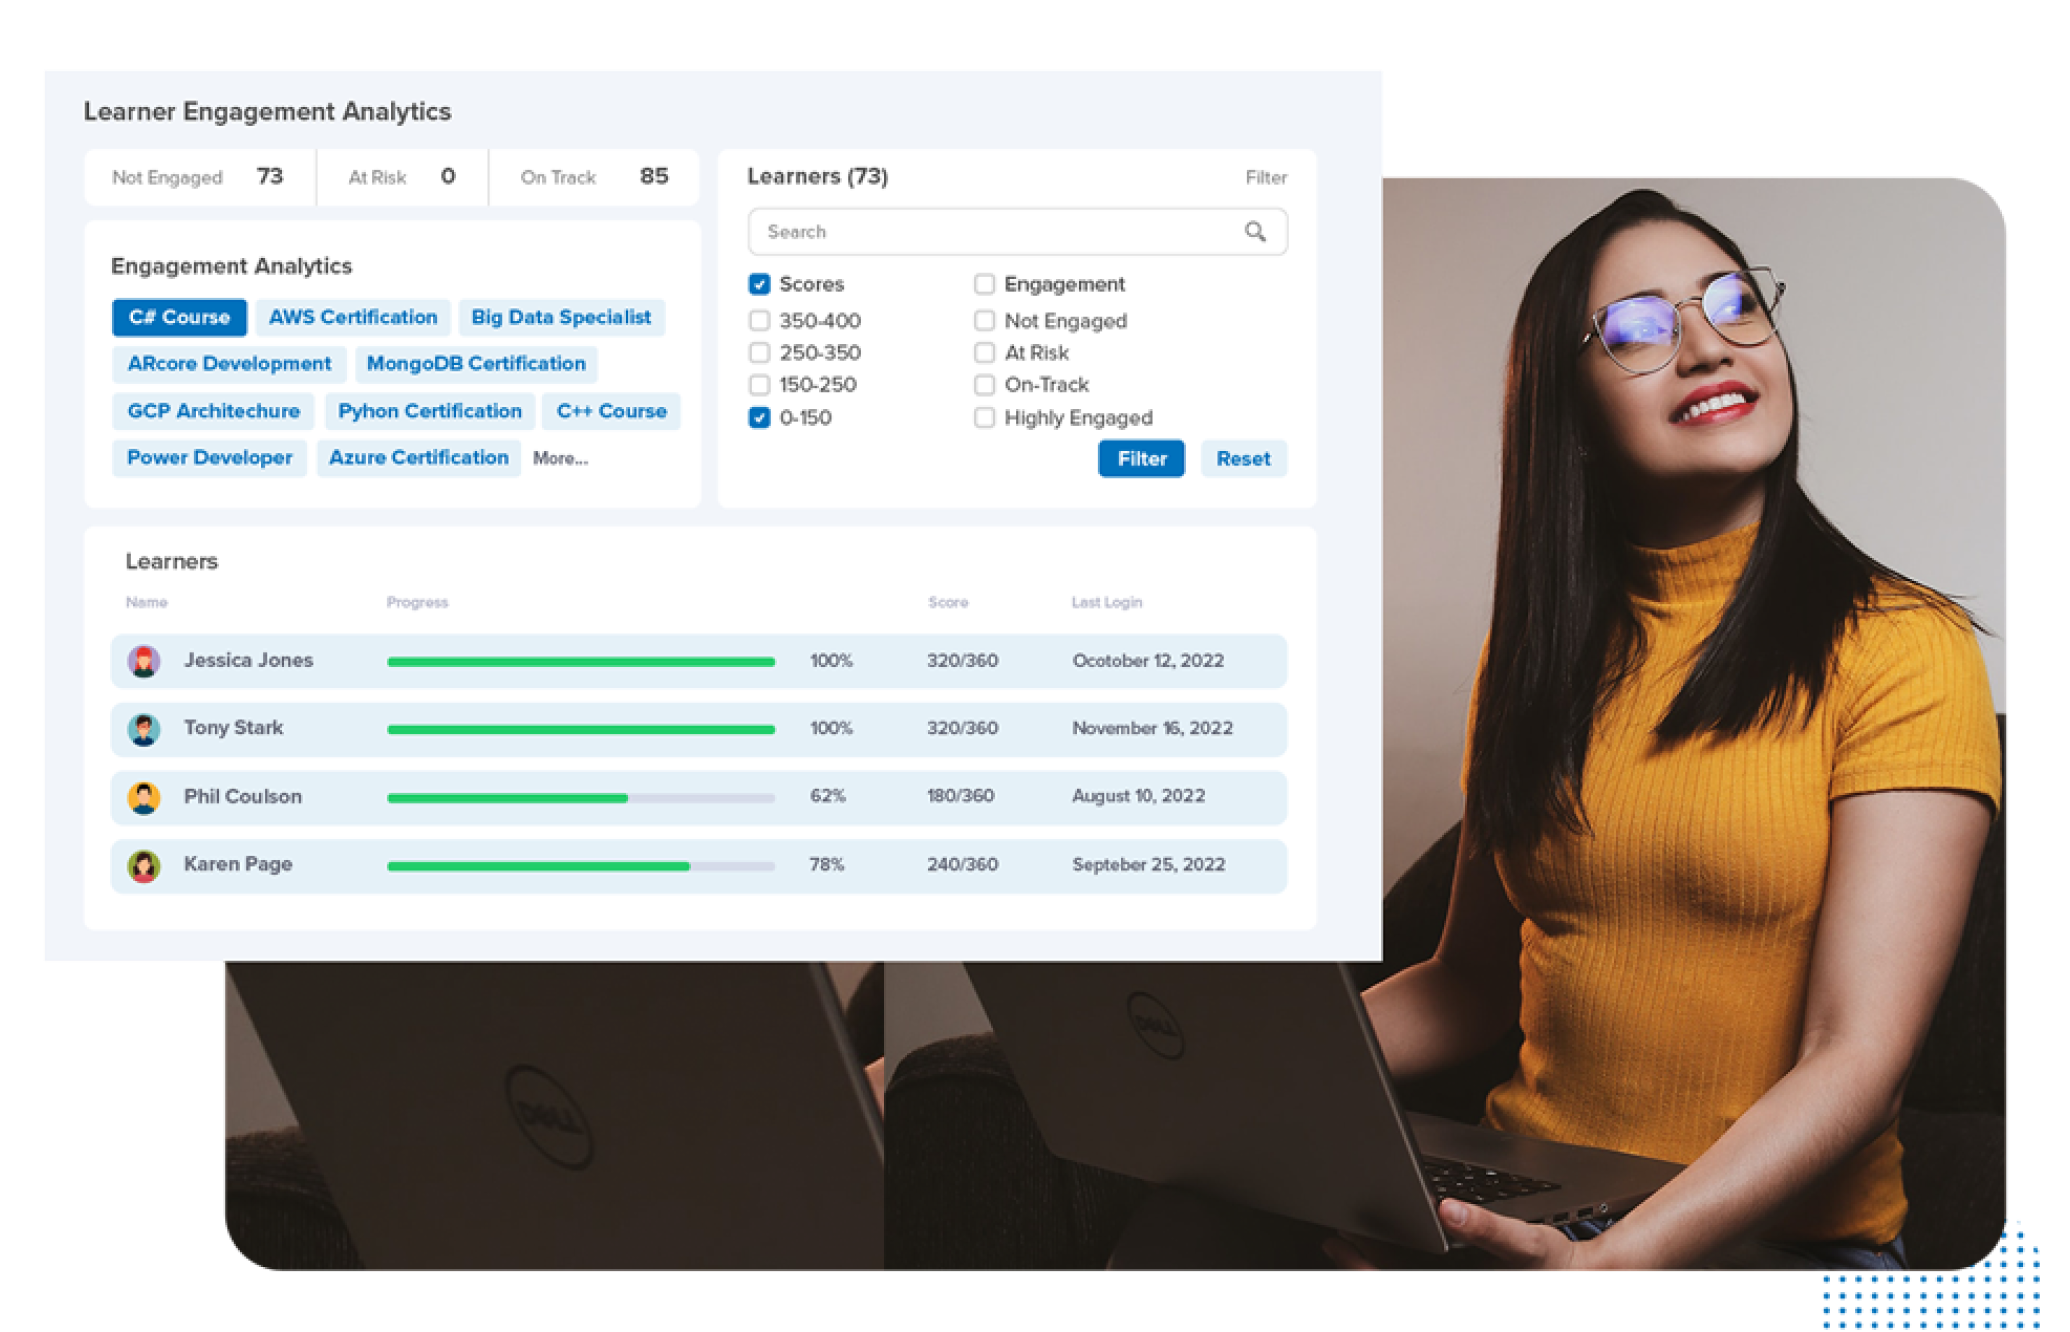 Learner Engagement Analytics
Not Engaged 73 At Risk 0 On Track 85
Engagement Analytics
C# Course AWS Certification Big Data Specialist
ARcore Development MongoDB Certification
GCP Architechure Pyhon Certification C++ Course
Power Developer Azure Certification More...
Learners (73) Filter
Search
Scores Engagement
350-400 Not Engaged
250-350 At Risk
150-250 On-Track
0-150 Highly Engaged
Filter Reset
Learners
Name Progress Score Last Login
Jessica Jones 100% 320/360 Ocotober 12, 2022
Tony Stark 100% 320/360 November 16, 2022
Phil Coulson 62% 180/360 August 10, 2022
Karen Page 78% 240/360 Septeber 25, 2022
DELL
DELL